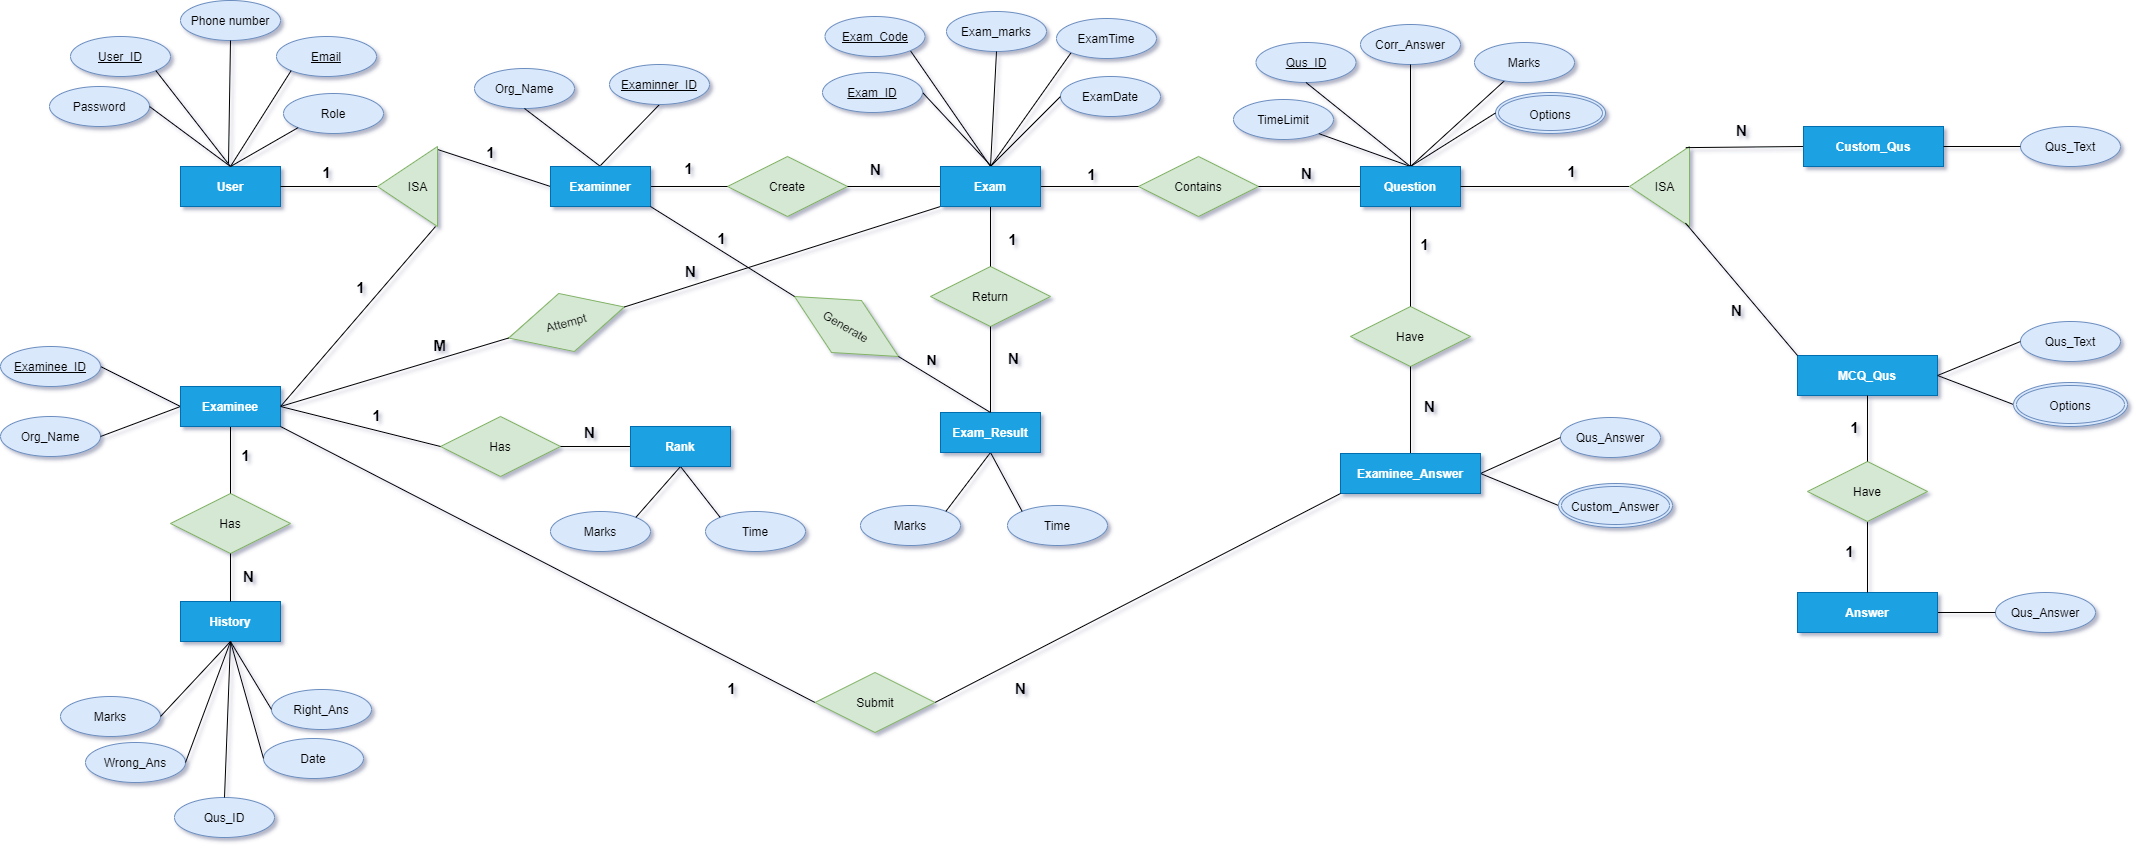 Phone number
User_ID
Email
Password
Role
User
1
ISA
1
1
Org_Name
Examinner_ID
Examinner
1
Create
N
Exam_Code
Exam_marks
ExamTime
Exam_ID
ExamDate
Exam
1
Contains
N
Qus_ID
Corr_Answer
Marks
TimeLimit
Options
Question
1
ISA
N
N
Custom_Qus
Qus_Text
MCQ_Qus
Qus_Text
Options
1
Have
1
Answer
Qus_Answer
1
Have
N
Examinee_Answer
Qus_Answer
Custom_Answer
1
Return
N
1
Generate
N
Exam_Result
Marks
Time
N
Attempt
M
Examinee_ID
Org_Name
Examinee
1
Has
N
Rank
Marks
Time
1
Has
N
History
Marks
Wrong_Ans
Qus_ID
Date
Right_Ans
1
Submit
N